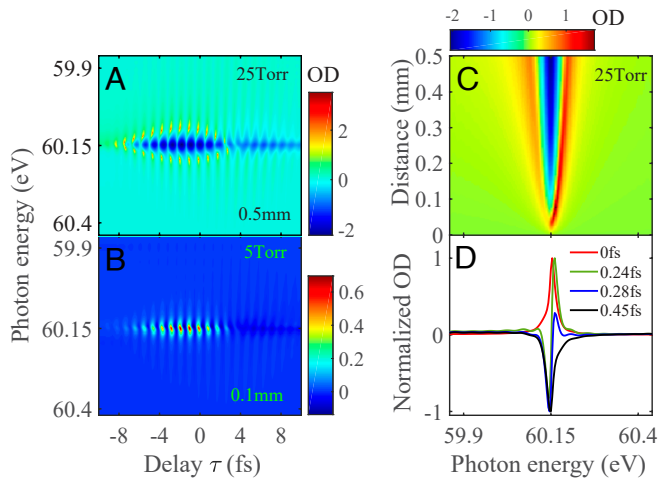 A
25Torr
OD
59.9
60.15
60.4
0.5mm
2
0
-2
B
5Torr
59.9
60.15
60.4
0.1mm
0.6
0.4
0.2
0
Photon energy (eV)
-8 -4 0 4 8
Delay τ (fs)
-2 -1 0 1 OD
C
25Torr
0.5
0.4
0.3
0.2
0.1
0
Distance (mm)
D
0fs
0.24fs
0.28fs
0.45fs
1
0
-1
Normalized OD
59.9 60.15 60.4
Photon energy (eV)